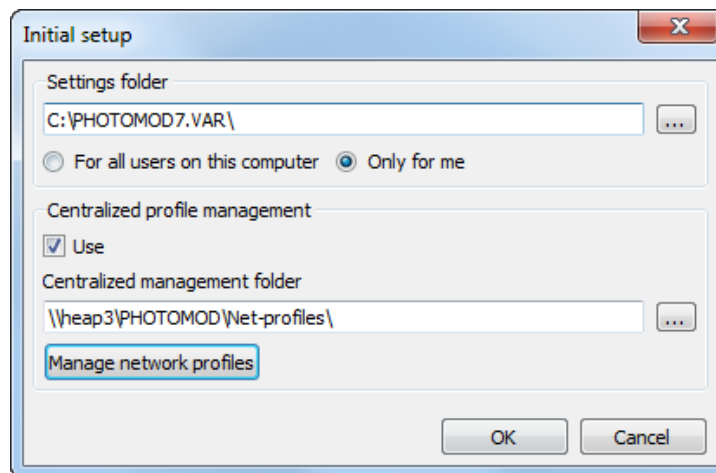 Initial setup
Settings folder
C:\PHOTOMOD7.VAR\
...
For all users on this computer Only for me
Centralized profile management
Use
Centralized management folder
\\heap3\PHOTOMOD\Net-profiles\
...
Manage network profiles
OK Cancel